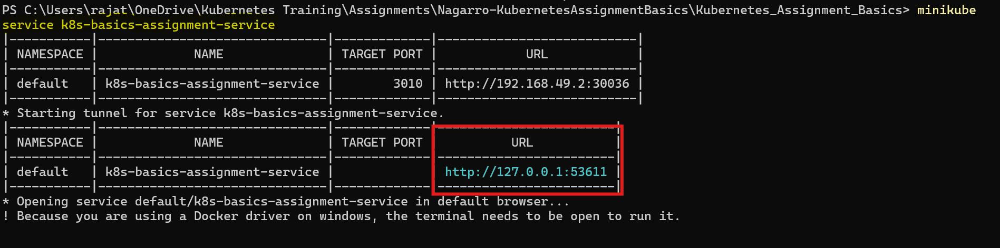 PS C:\Users\rajat\OneDrive\Kubernetes Training\Assignments\Nagarro-KubernetesAssignmentBasics\Kubernetes_Assignment_Basics> minikube
service k8s-basics-assignment-service
|-----------|-------------------------------|-------------|---------------------------|
| NAMESPACE |             NAME              | TARGET PORT |            URL            |
|-----------|-------------------------------|-------------|---------------------------|
| default   | k8s-basics-assignment-service |        3010 | http://192.168.49.2:30036 |
|-----------|-------------------------------|-------------|---------------------------|
* Starting tunnel for service k8s-basics-assignment-service.
|-----------|-------------------------------|-------------|------------------------|
| NAMESPACE |             NAME              | TARGET PORT |          URL           |
|-----------|-------------------------------|-------------|------------------------|
| default   | k8s-basics-assignment-service |             | http://127.0.0.1:53611 |
|-----------|-------------------------------|-------------|------------------------|
* Opening service default/k8s-basics-assignment-service in default browser...
! Because you are using a Docker driver on windows, the terminal needs to be open to run it.